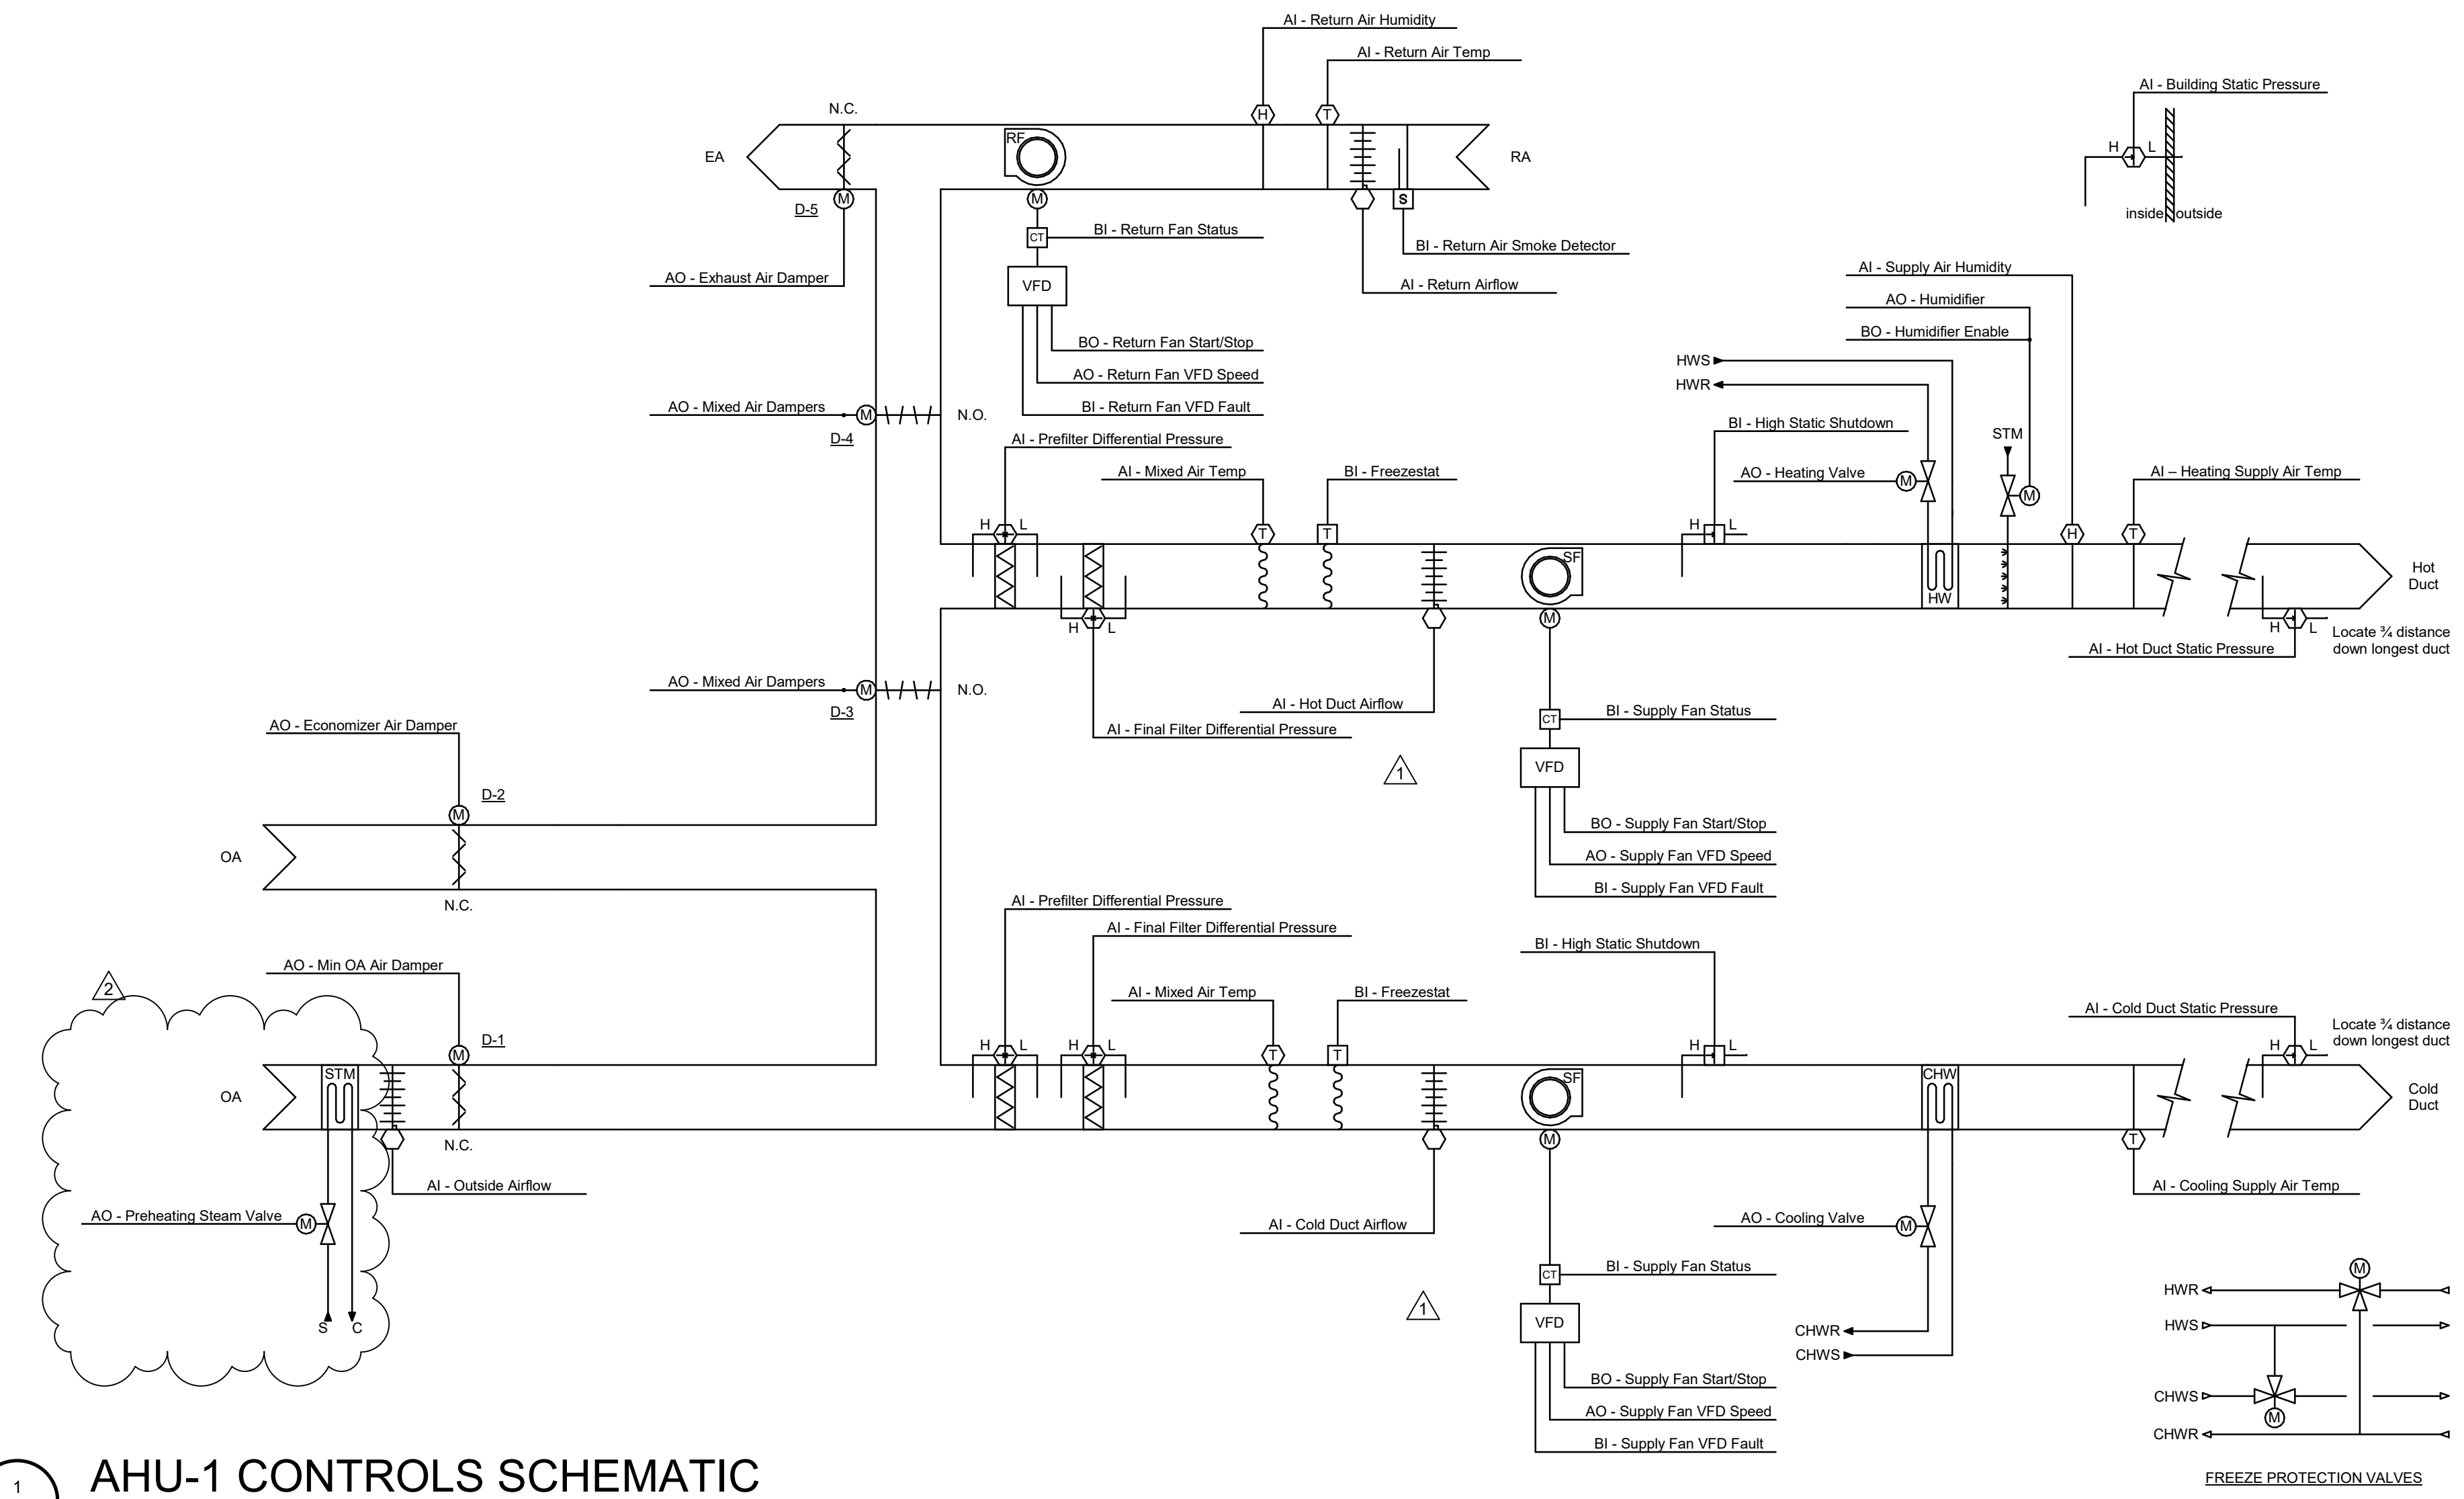 AI - Return Air Humidity
AI - Return Air Temp
AI - Building Static Pressure
N.C.
H
T
EA
RF
RA
H
L
M
D-5
M
S
inside
outside
CT
BI - Return Fan Status
BI - Return Air Smoke Detector
AO - Exhaust Air Damper
VFD
AI - Return Airflow
AI - Supply Air Humidity
AO - Humidifier
BO - Humidifier Enable
BO - Return Fan Start/Stop
AO - Return Fan VFD Speed
BI - Return Fan VFD Fault
HWS
HWR
AO - Mixed Air Dampers
M
N.O.
D-4
AI - Prefilter Differential Pressure
BI - High Static Shutdown
STM
AI - Mixed Air Temp
BI - Freezestat
AO - Heating Valve
M
M
AI – Heating Supply Air Temp
H
L
T
T
H
L
H
T
SF
HW
Hot
Duct
H
L
M
H
L
Locate ¾ distance
down longest duct
AI - Hot Duct Static Pressure
AO - Mixed Air Dampers
M
N.O.
D-3
AI - Hot Duct Airflow
AI - Final Filter Differential Pressure
CT
BI - Supply Fan Status
AO - Economizer Air Damper
1
VFD
D-2
M
BO - Supply Fan Start/Stop
AO - Supply Fan VFD Speed
BI - Supply Fan VFD Fault
OA
N.C.
AI - Prefilter Differential Pressure
AI - Final Filter Differential Pressure
BI - High Static Shutdown
AO - Min OA Air Damper
2
AI - Mixed Air Temp
BI - Freezestat
AI - Cold Duct Static Pressure
Locate ¾ distance
down longest duct
D-1
M
H
L
H
L
T
T
H
L
H
L
STM
SF
CHW
OA
Cold
Duct
N.C.
M
T
AI - Outside Airflow
AI - Cooling Supply Air Temp
AO - Preheating Steam Valve
M
AI - Cold Duct Airflow
AO - Cooling Valve
M
CT
BI - Supply Fan Status
M
HWR
S
C
1
VFD
CHWR
HWS
CHWS
BO - Supply Fan Start/Stop
AO - Supply Fan VFD Speed
BI - Supply Fan VFD Fault
CHWS
M
CHWR
1
AHU-1 CONTROLS SCHEMATIC
FREEZE PROTECTION VALVES